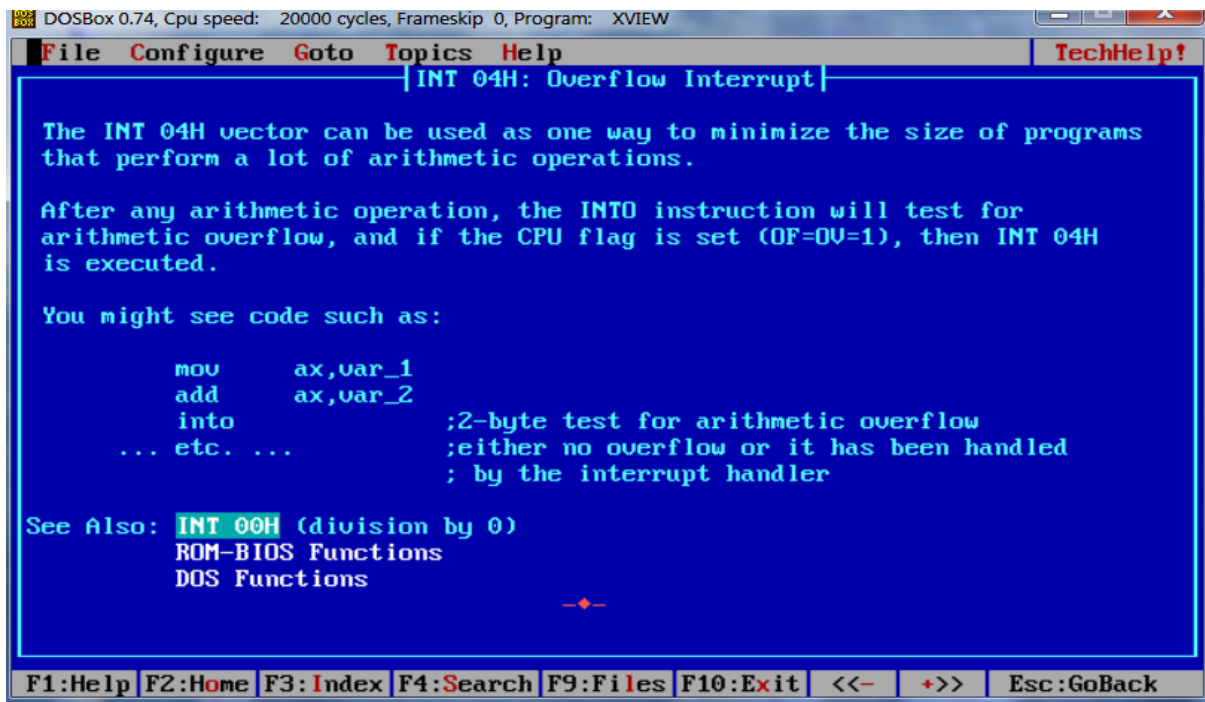 DOSBox 0.74, Cpu speed: 20000 cycles, Frameskip 0, Program: XVIEW
File Configure Goto Topics Help TechHelp!
INT 04H: Overflow Interrupt
The INT 04H vector can be used as one way to minimize the size of programs
that perform a lot of arithmetic operations.
After any arithmetic operation, the INTO instruction will test for
arithmetic overflow, and if the CPU flag is set (OF=OV=1), then INT 04H
is executed.
You might see code such as:
mov ax,var_1
add ax,var_2
into ;2-byte test for arithmetic overflow
... etc. ... ;either no overflow or it has been handled
; by the interrupt handler
See Also: INT 00H (division by 0)
ROM-BIOS Functions
DOS Functions
F1:Help F2:Home F3:Index F4:Search F9:Files F10:Exit <<- +>> Esc:GoBack